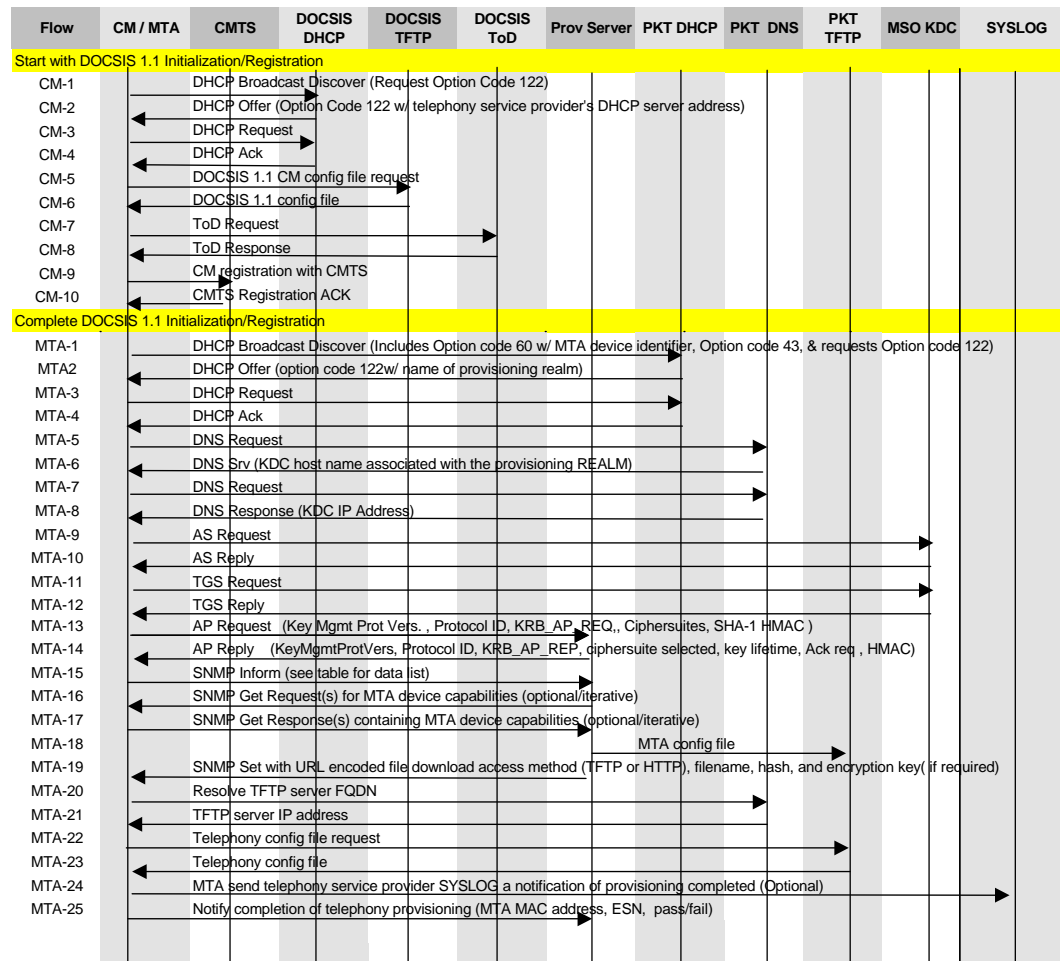 Flow CM / MTA CMTS DOCSIS DHCP DOCSIS TFTP DOCSIS ToD Prov Server PKT DHCP PKT DNS PKT TFTP MSO KDC SYSLOG
Start with DOCSIS 1.1 Initialization/Registration
CM-1 DHCP Broadcast Discover (Request Option Code 122)
CM-2 DHCP Offer (Option Code 122 w/ telephony service provider's DHCP server address)
CM-3 DHCP Request
CM-4 DHCP Ack
CM-5 DOCSIS 1.1 CM config file request
CM-6 DOCSIS 1.1 config file
CM-7 ToD Request
CM-8 ToD Response
CM-9 CM registration with CMTS
CM-10 CMTS Registration ACK
Complete DOCSIS 1.1 Initialization/Registration
MTA-1 DHCP Broadcast Discover (Includes Option code 60 w/ MTA device identifier, Option code 43, & requests Option code 122)
MTA2 DHCP Offer (option code 122w/ name of provisioning realm)
MTA-3 DHCP Request
MTA-4 DHCP Ack
MTA-5 DNS Request
MTA-6 DNS Srv (KDC host name associated with the provisioning REALM)
MTA-7 DNS Request
MTA-8 DNS Response (KDC IP Address)
MTA-9 AS Request
MTA-10 AS Reply
MTA-11 TGS Request
MTA-12 TGS Reply
MTA-13 AP Request (Key Mgmt Prot Vers. , Protocol ID, KRB_AP_REQ,, Ciphersuites, SHA-1 HMAC )
MTA-14 AP Reply (KeyMgmtProtVers, Protocol ID, KRB_AP_REP, ciphersuite selected, key lifetime, Ack req , HMAC)
MTA-15 SNMP Inform (see table for data list)
MTA-16 SNMP Get Request(s) for MTA device capabilities (optional/iterative)
MTA-17 SNMP Get Response(s) containing MTA device capabilities (optional/iterative)
MTA-18 MTA config file
MTA-19 SNMP Set with URL encoded file download access method (TFTP or HTTP), filename, hash, and encryption key( if required)
MTA-20 Resolve TFTP server FQDN
MTA-21 TFTP server IP address
MTA-22 Telephony config file request
MTA-23 Telephony config file
MTA-24 MTA send telephony service provider SYSLOG a notification of provisioning completed (Optional)
MTA-25 Notify completion of telephony provisioning (MTA MAC address, ESN, pass/fail)